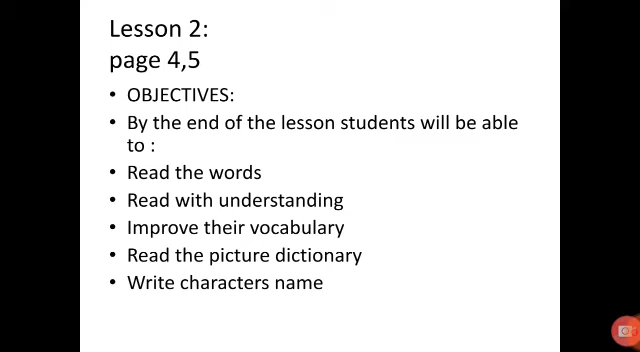 Lesson 2:
page 4,5
• OBJECTIVES:
• By the end of the lesson students will be able
to :
• Read the words
• Read with understanding
• Improve their vocabulary
• Read the picture dictionary
• Write characters name